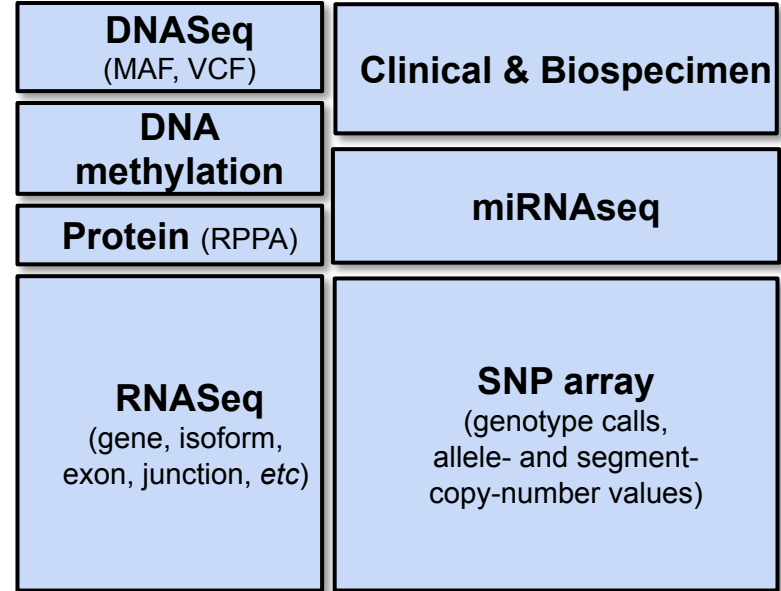 DNASeq
(MAF, VCF)
DNA
methylation
Protein (RPPA)
RNASeq
(gene, isoform,
exon, junction, etc)
Clinical & Biospecimen
miRNAseq
SNP array
(genotype calls,
allele- and segment-
copy-number values)